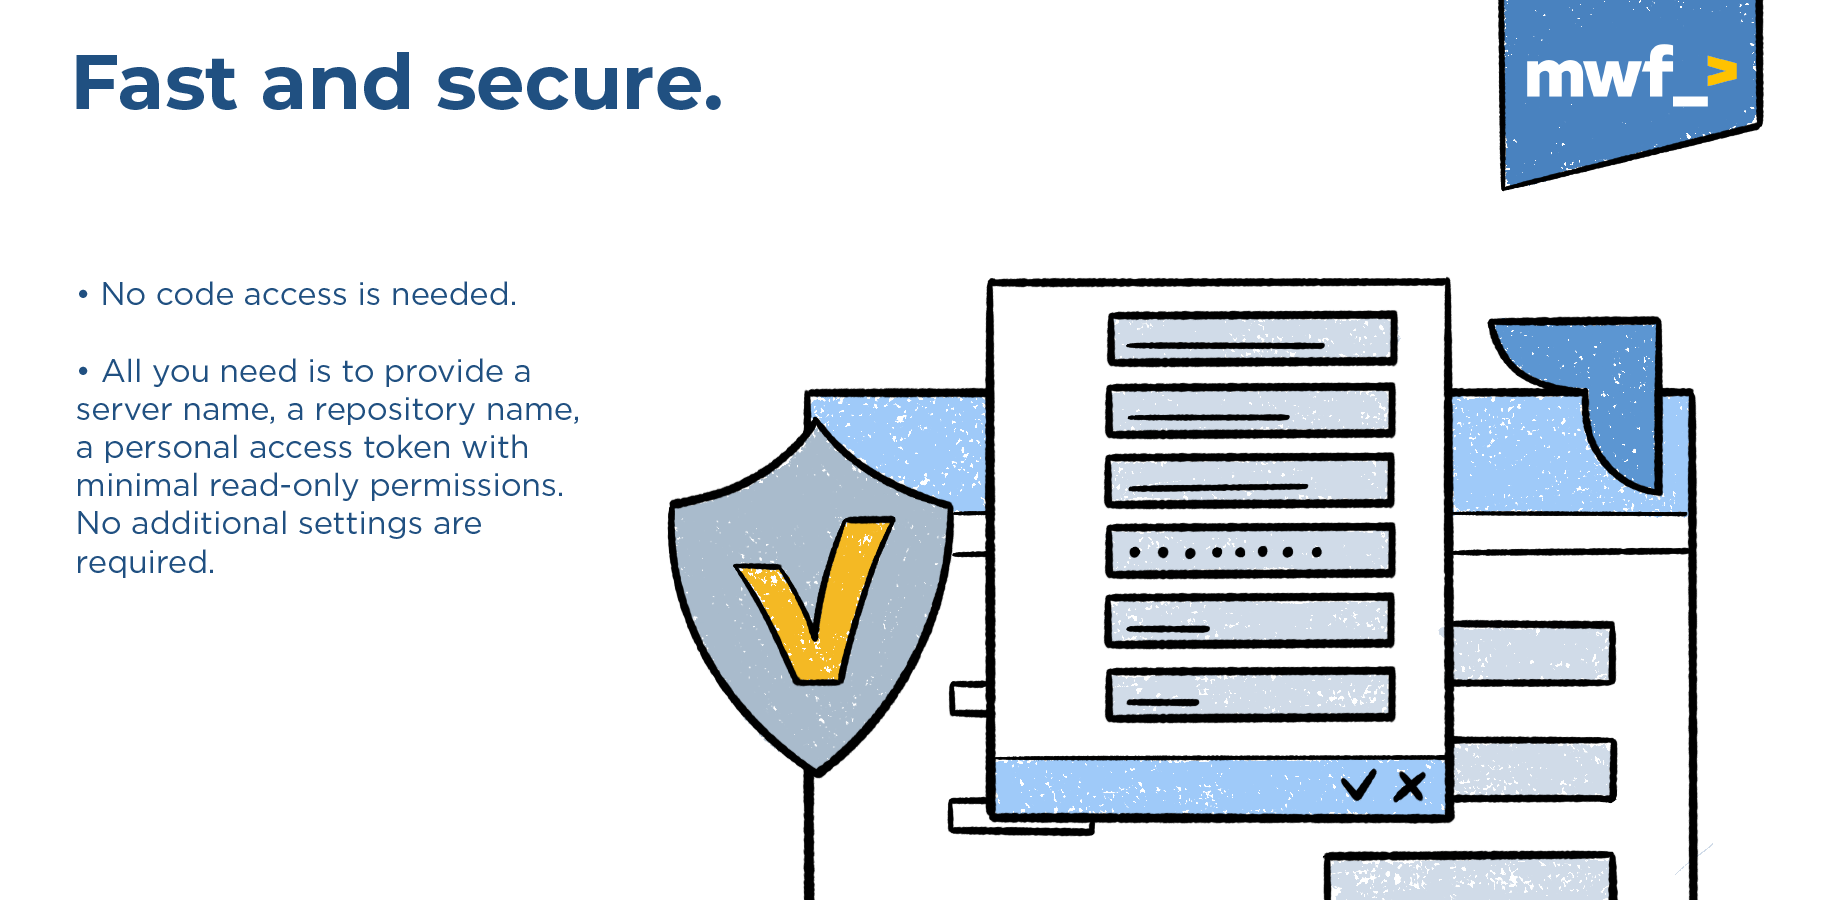 Fast and secure.
mwf_>
• No code access is needed.
• All you need is to provide a
server name, a repository name,
a personal access token with
minimal read-only permissions.
No additional settings are
required.